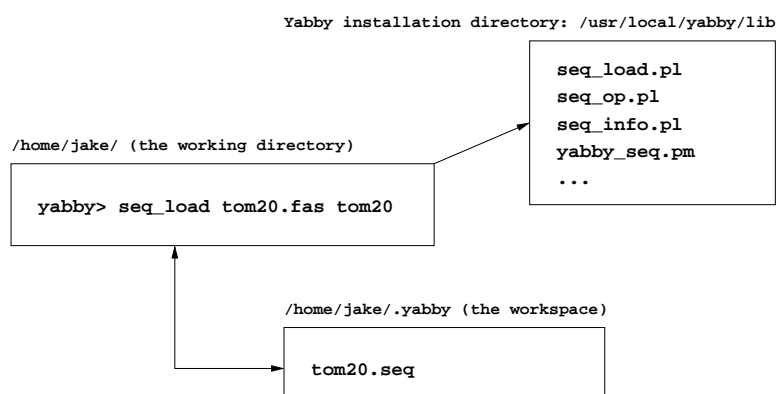 Yabby installation directory: /usr/local/yabby/lib
seq_load.pl
seq_op.pl
seq_info.pl
yabby_seq.pm
...
/home/jake/ (the working directory)
yabby> seq_load tom20.fas tom20
/home/jake/.yabby (the workspace)
tom20.seq